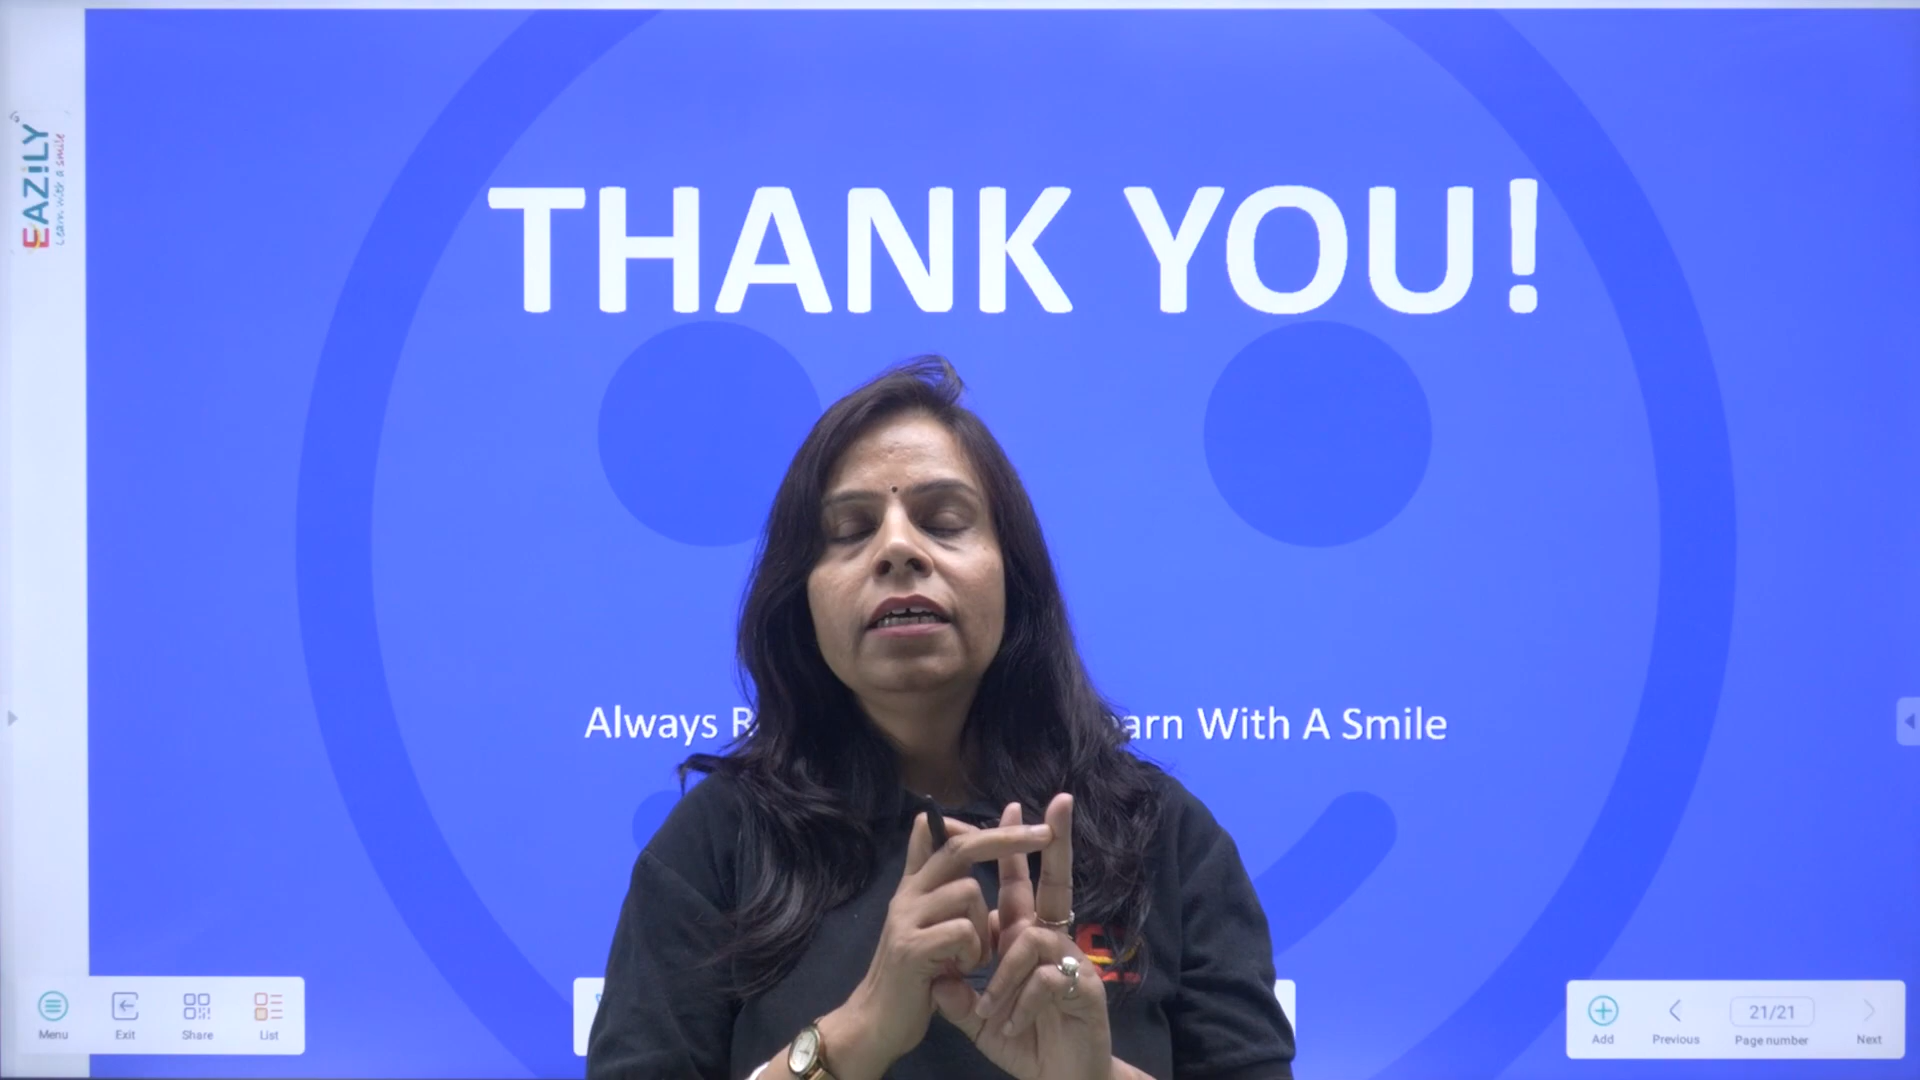 EAZILY
Learn with a smile
THANK YOU!
Always
With A Smile
Menu
Exit
Share
List
Add
Previous
21/21
Page number
Next